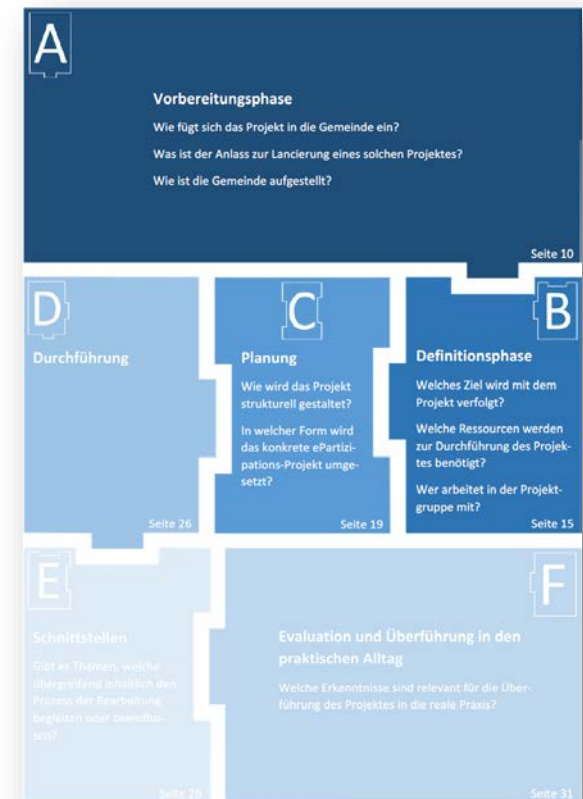 A
Vorbereitungsphase
Wie fügt sich das Projekt in die Gemeinde ein?
Was ist der Anlass zur Lancierung eines solchen Projektes?
Wie ist die Gemeinde aufgestellt?
Seite 10
B
Definitionsphase
Welches Ziel wird mit dem
Projekt verfolgt?
Welche Ressourcen werden
zur Durchführung des Projek-
tes benötigt?
Wer arbeitet in der Projekt-
gruppe mit?
Seite 15
C
Planung
Wie wird das Projekt
strukturell gestaltet?
In welcher Form wird
das konkrete ePartizi-
pations-Projekt umge-
setzt?
Seite 19
D
Durchführung
Seite 26
E
Schnittstellen
Gibt es Themen, welche
übergreifend inhaltlich den
Prozess der Bearbeitung
begleiten oder beeinflus-
sen?
Seite 28
F
Evaluation und Überführung in den
praktischen Alltag
Welche Erkenntnisse sind relevant für die Über-
führung des Projektes in die reale Praxis?
Seite 31